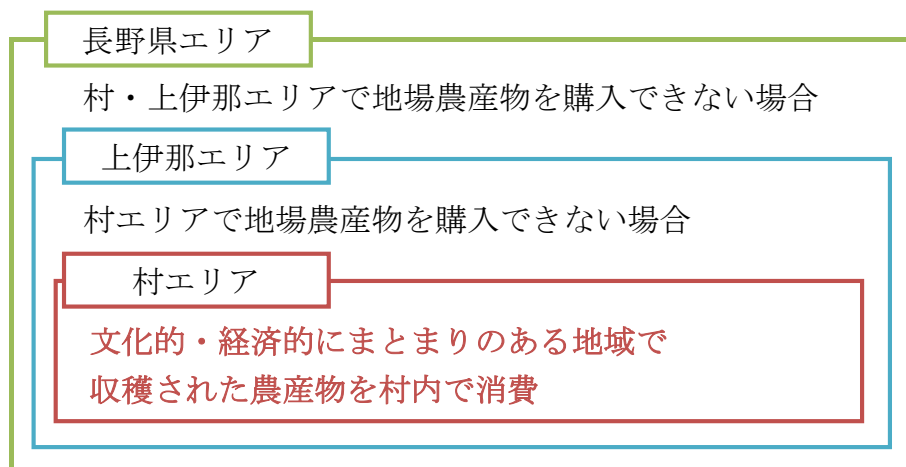 長野県エリア
村・上伊那エリアで地場農産物を購入できない場合
上伊那エリア
村エリアで地場農産物を購入できない場合
村エリア
文化的・経済的にまとまりのある地域で
収穫された農産物を村内で消費